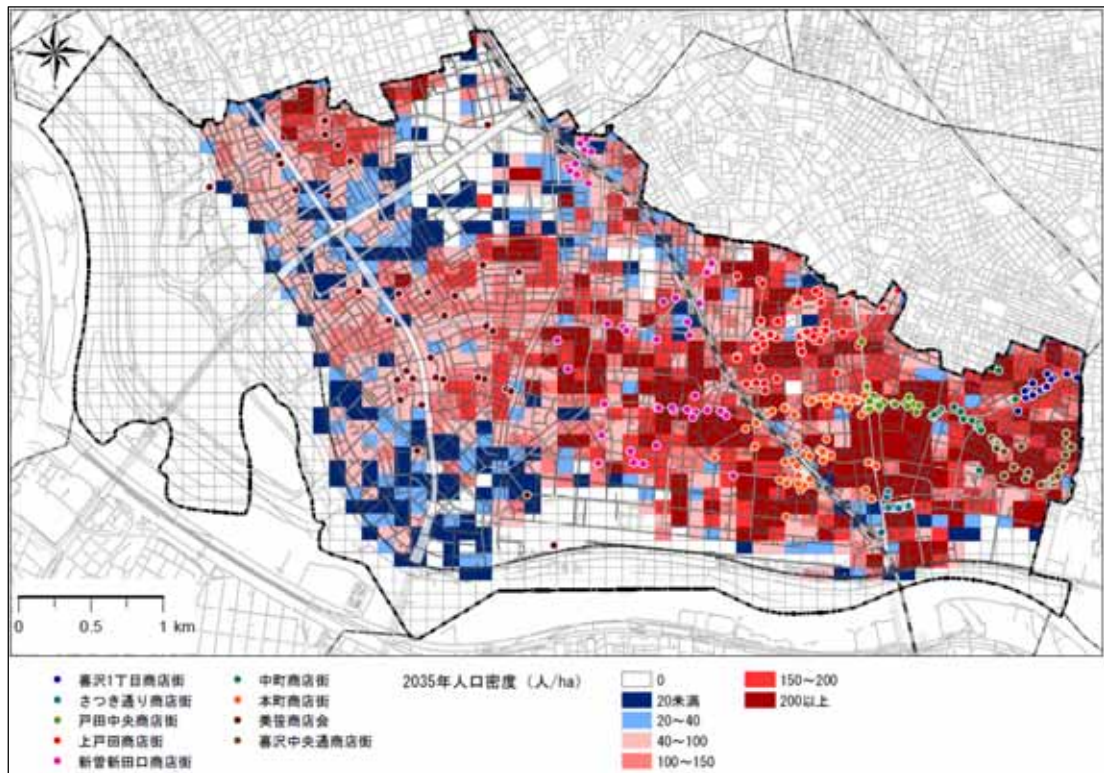 0 0.5 1 km
喜沢1丁目商店街
さつき通り商店街
戸田中央商店街
上戸田商店街
新曽新田口商店街
中町商店街
本町商店街
美笹商店会
喜沢中央通商店街
2035年人口密度（人/ha）
0
20未満
20～40
40～100
100～150
150～200
200以上